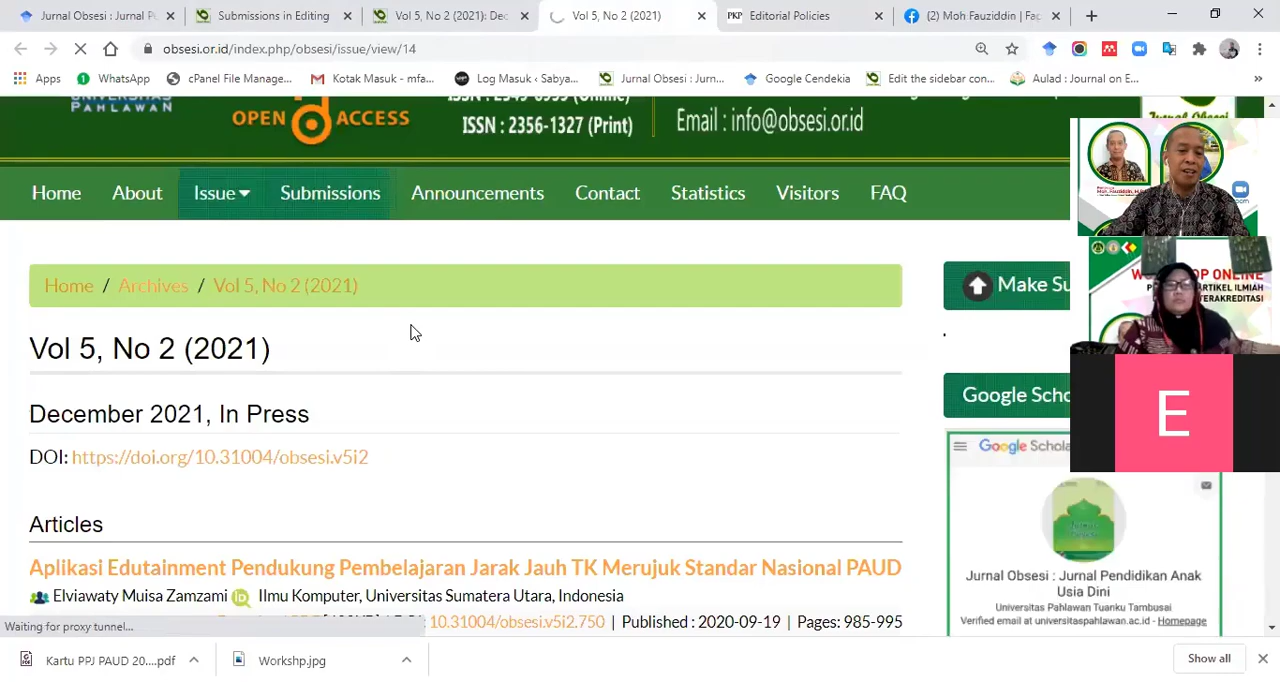 Jurnal Obsesi : Jurnal P
Submissions in Editing
Vol 5, No 2 (2021): Dec
Vol 5, No 2 (2021)
PKP Editorial Policies
(2) Moh Fauziddin | Fac
obsesi.or.id/index.php/obsesi/issue/view/14
Apps
WhatsApp
cPanel File Manage...
Kotak Masuk - mfa...
Log Masuk ‹ Sabya...
Jurnal Obsesi : Jurn...
Google Cendekia
Edit the sidebar con...
Aulad : Journal on E...
PAHLAWAN
OPEN ACCESS
ISSN : 2356-1327 (Print)
Email : info@obsesi.or.id
Home
About
Issue
Submissions
Announcements
Contact
Statistics
Visitors
FAQ
Home / Archives / Vol 5, No 2 (2021)
Make Su
Vol 5, No 2 (2021)
December 2021, In Press
DOI: https://doi.org/10.31004/obsesi.v5i2
Google Scho
E
Google Schola
Articles
Aplikasi Edutainment Pendukung Pembelajaran Jarak Jauh TK Merujuk Standar Nasional PAUD
Elviawaty Muisa Zamzami iD Ilmu Komputer, Universitas Sumatera Utara, Indonesia
10.31004/obsesi.v5i2.750 | Published : 2020-09-19 | Pages: 985-995
Jurnal Obsesi : Jurnal Pendidikan Anak
Usia Dini
Universitas Pahlawan Tuanku Tambusai
Verified email at universitaspahlawan.ac.id - Homepage
Waiting for proxy tunnel...
Kartu PPJ PAUD 20....pdf
Workshp.jpg
Show all